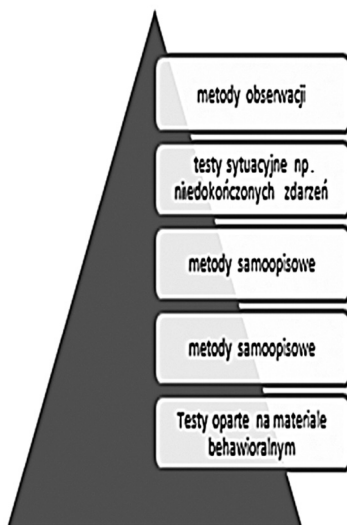 metody obserwacji
testy sytuacyjne np.
niedokończonych zdarzeń
metody samoopisowe
metody samoopisowe
Testy oparte na materiale
behawioralnym